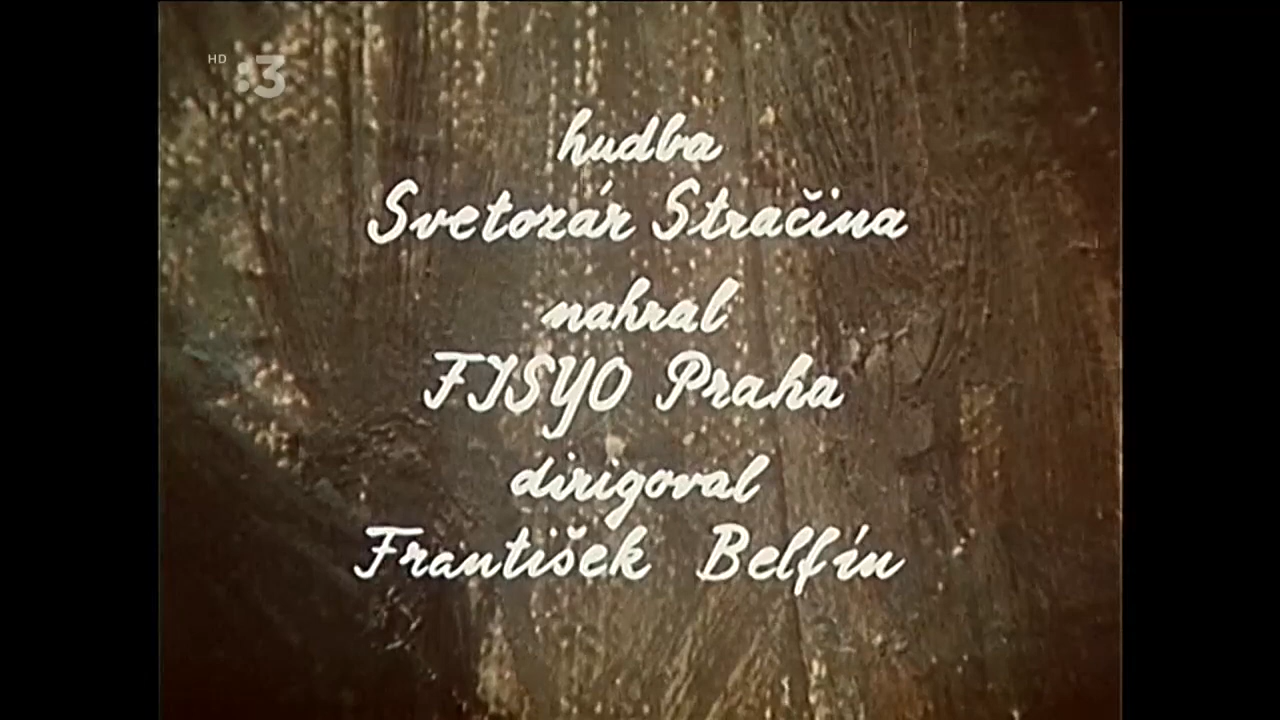 HD :3
hudba
Svetozár Stračina
nahral
FISYO Praha
dirigoval
František Belfín